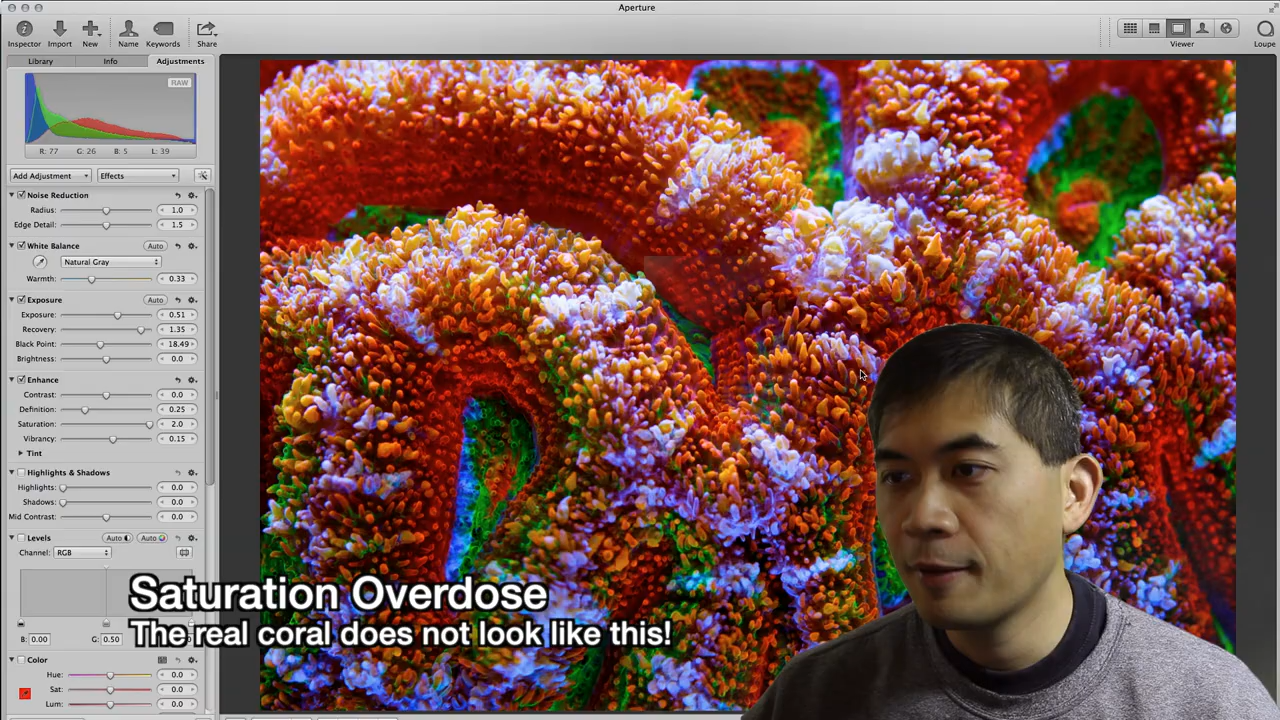 Aperture
Inspector Import New Name Keywords Share
Viewer Loupe
Library Info Adjustments
RAW
R: 77 G: 26 B: 5 L: 39
Add Adjustment Effects
Noise Reduction
Radius: 1.0
Edge Detail: 1.5
White Balance Auto
Natural Gray
Warmth: 0.33
Exposure Auto
Exposure: 0.51
Recovery: 1.35
Black Point: 18.49
Brightness: 0.0
Enhance
Contrast: 0.0
Definition: 0.25
Saturation: 2.0
Vibrancy: 0.15
Tint
Highlights & Shadows
Highlights: 0.0
Shadows: 0.0
Mid Contrast: 0.0
Levels Auto Auto
Channel: RGB
Saturation Overdose
The real coral does not look like this!
B: 0.00 G: 0.50
Color
Hue: 0.0
Sat: 0.0
Lum: 0.0